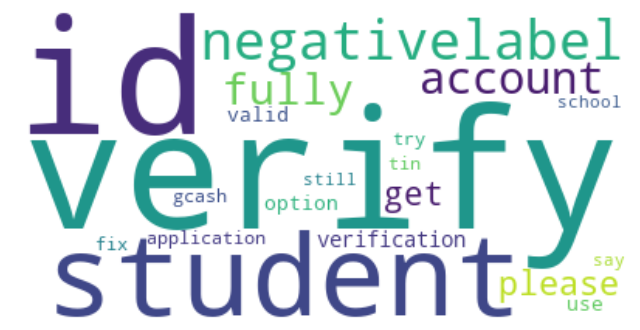 id negativelabel
fully account
valid school
verify
try
tin
still
gcash option get
fix application verification
student please say
use